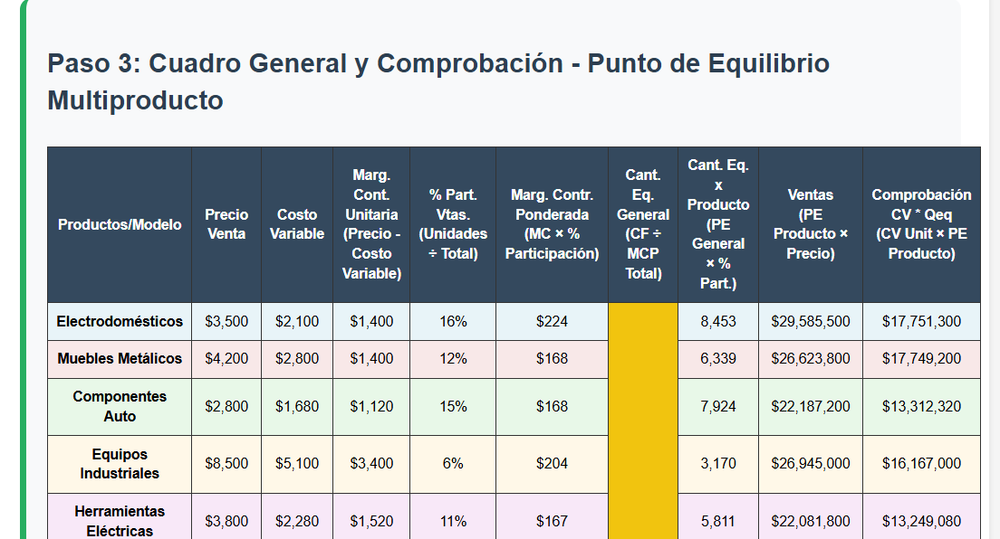 Paso 3: Cuadro General y Comprobación - Punto de Equilibrio
Multiproducto
Productos/Modelo
Precio
Venta
Costo
Variable
Marg.
Cont.
Unitaria
(Precio -
Costo
Variable)
% Part.
Vtas.
(Unidades
÷ Total)
Marg. Contr.
Ponderada
(MC × %
Participación)
Cant.
Eq.
General
(CF ÷
MCP
Total)
Cant. Eq.
x
Producto
(PE
General
× %
Part.)
Ventas
(PE
Producto ×
Precio)
Comprobación
CV * Qeq
(CV Unit × PE
Producto)
Electrodomésticos $3,500 $2,100 $1,400 16% $224 8,453 $29,585,500 $17,751,300
Muebles Metálicos $4,200 $2,800 $1,400 12% $168 6,339 $26,623,800 $17,749,200
Componentes
Auto $2,800 $1,680 $1,120 15% $168 7,924 $22,187,200 $13,312,320
Equipos
Industriales $8,500 $5,100 $3,400 6% $204 3,170 $26,945,000 $16,167,000
Herramientas
Eléctricas $3,800 $2,280 $1,520 11% $167 5,811 $22,081,800 $13,249,080